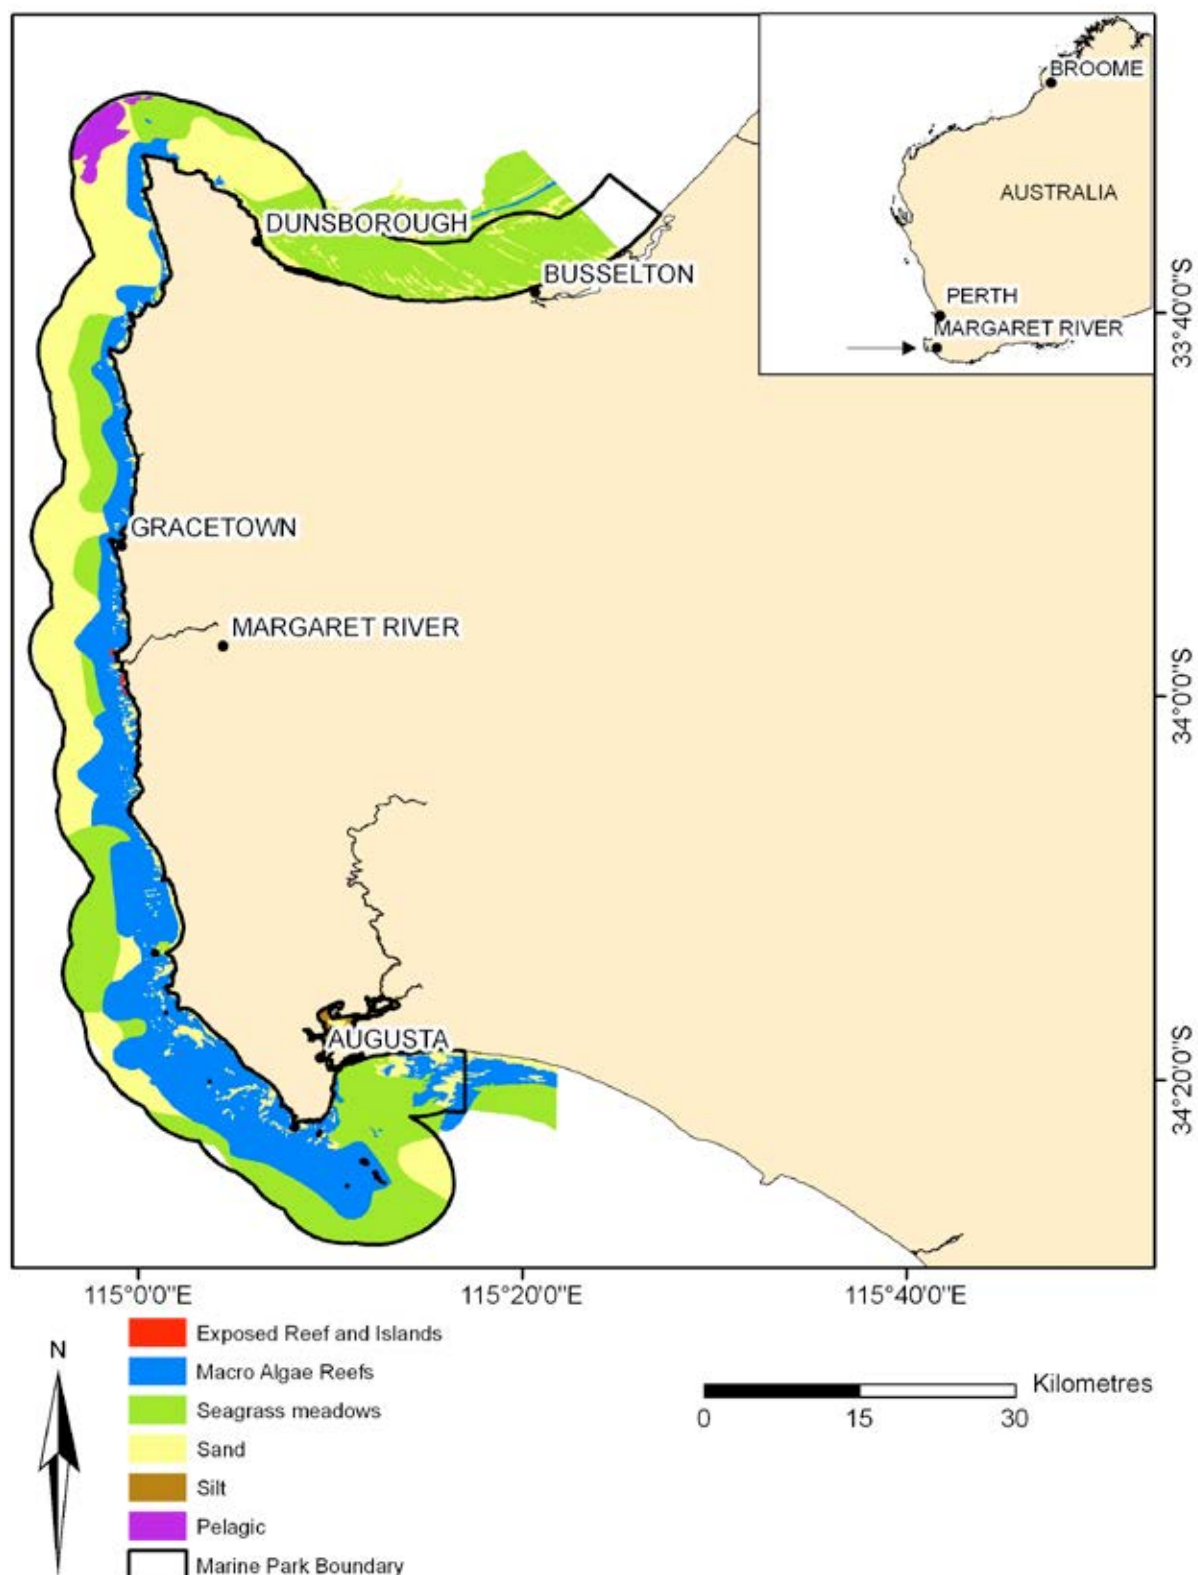 BROOME
AUSTRALIA
PERTH
MARGARET RIVER
DUNSBOROUGH
BUSSELTON
33°40'0"S
GRACETOWN
MARGARET RIVER
34°0'0"S
AUGUSTA
34°20'0"S
115°0'0"E
115°20'0"E
115°40'0"E
N
Exposed Reef and Islands
Macro Algae Reefs
Seagrass meadows
Sand
Silt
Pelagic
Marine Park Boundary
Kilometres
0
15
30